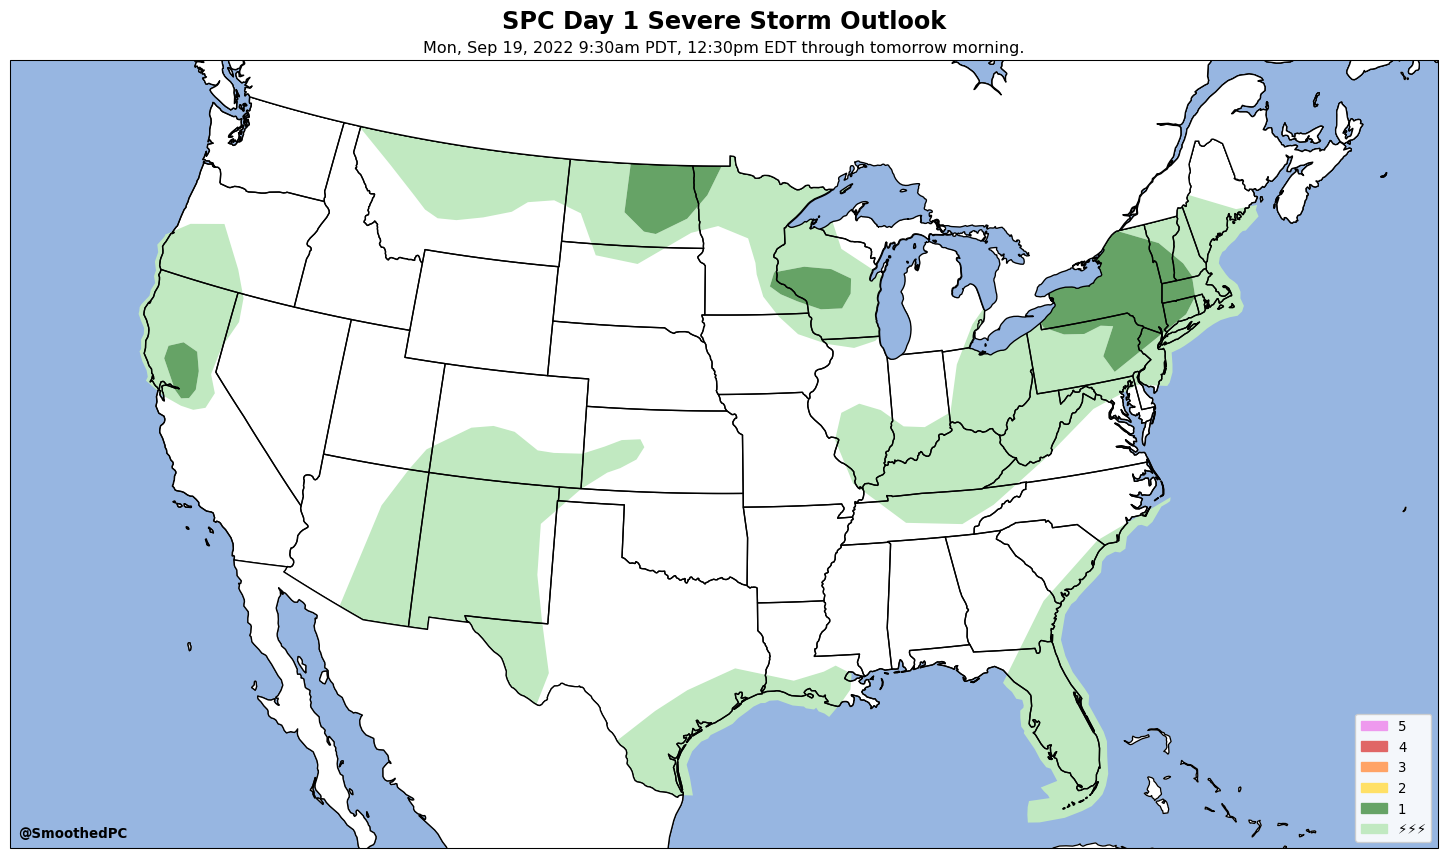 SPC Day 1 Severe Storm Outlook
Mon, Sep 19, 2022 9:30am PDT, 12:30pm EDT through tomorrow morning.
5
4
3
2
1
⚡⚡⚡
@SmoothedPC